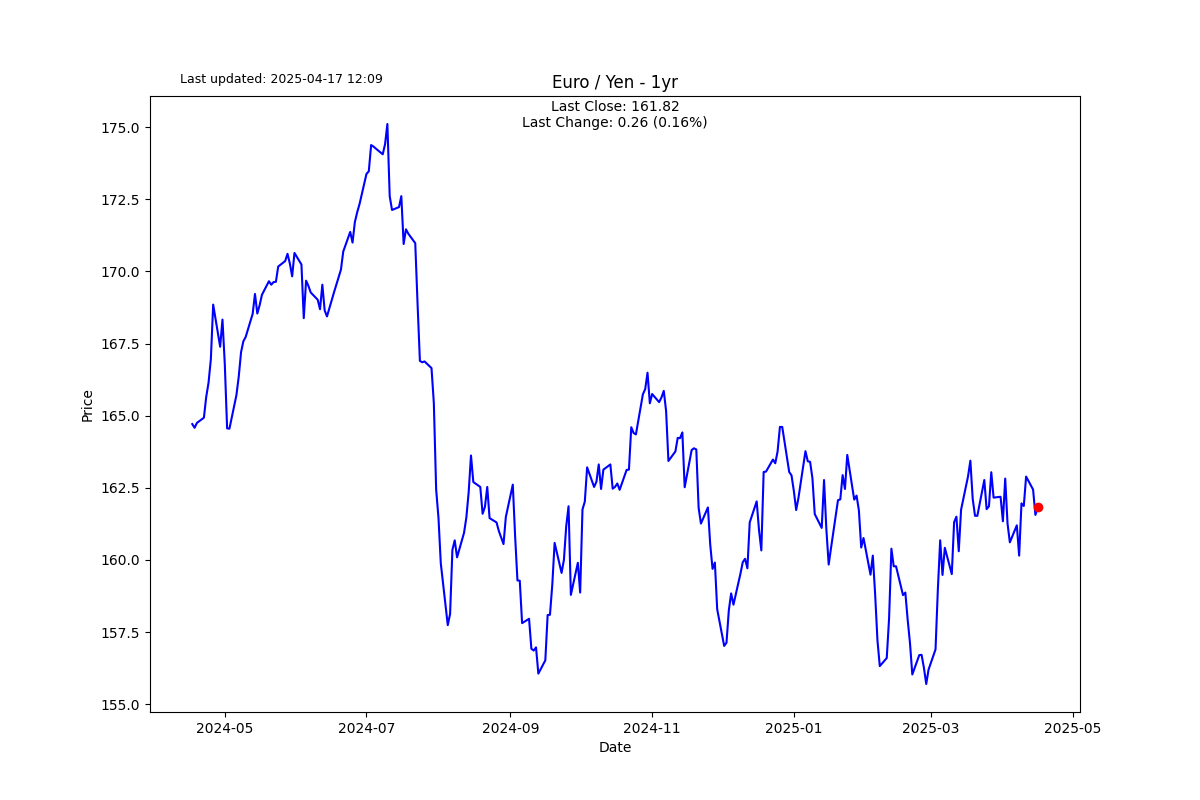 Last updated: 2025-04-17 12:09
Euro / Yen - 1yr
Last Close: 161.82
Last Change: 0.26 (0.16%)
175.0
172.5
170.0
167.5
165.0
162.5
160.0
157.5
155.0
Price
2024-05
2024-07
2024-09
2024-11
2025-01
2025-03
2025-05
Date